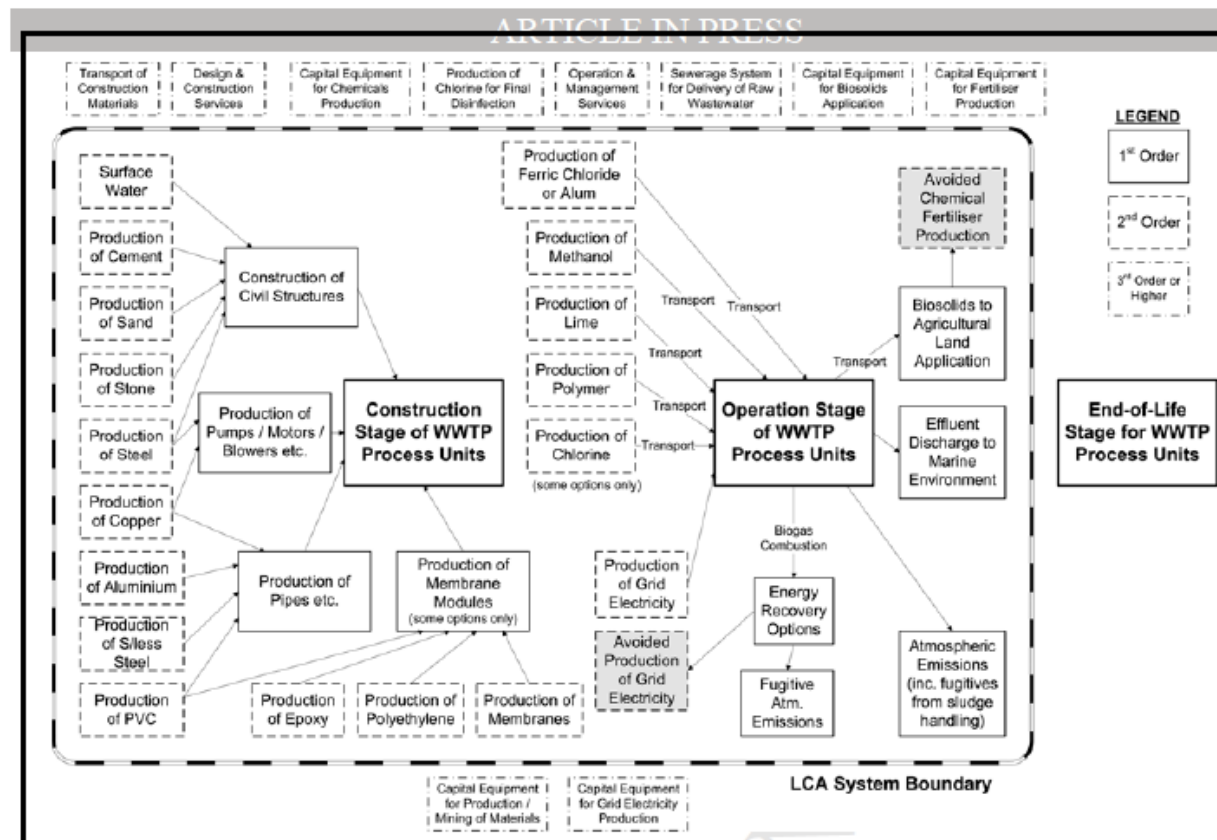 ARTICLE IN PRESS
Transport of
Construction
Materials
Design &
Construction
Services
Capital Equipment
for Chemicals
Production
Production of
Chlorine for Final
Disinfection
Operation &
Management
Services
Sewerage System
for Delivery of Raw
Wastewater
Capital Equipment
for Biosolids
Application
Capital Equipment
for Fertiliser
Production
LEGEND
1st Order
2nd Order
3rd Order or
Higher
Surface
Water
Production
of Cement
Production
of Sand
Production
of Stone
Production
of Steel
Production
of Copper
Production
of Aluminium
Production
of S/less
Steel
Production
of PVC
Construction of
Civil Structures
Production of
Pumps / Motors /
Blowers etc.
Production of
Pipes etc.
Construction
Stage of WWTP
Process Units
Production of
Membrane
Modules
(some options only)
Production
of Epoxy
Production of
Polyethylene
Production of
Membranes
Production of
Ferric Chloride
or Alum
Production of
Methanol
Production of
Lime
Production of
Polymer
Production of
Chlorine
(some options only)
Transport
Transport
Transport
Transport
Transport
Production
of Grid
Electricity
Avoided
Production
of Grid
Electricity
Operation Stage
of WWTP
Process Units
Biogas
Combustion
Energy
Recovery
Options
Fugitive
Atm.
Emissions
Transport
Avoided
Chemical
Fertiliser
Production
Biosolids to
Agricultural
Land
Application
Effluent
Discharge to
Marine
Environment
Atmospheric
Emissions
(inc. fugitives
from sludge
handling)
End-of-Life
Stage for WWTP
Process Units
LCA System Boundary
Capital Equipment
for Production /
Mining of Materials
Capital Equipment
for Grid Electricity
Production